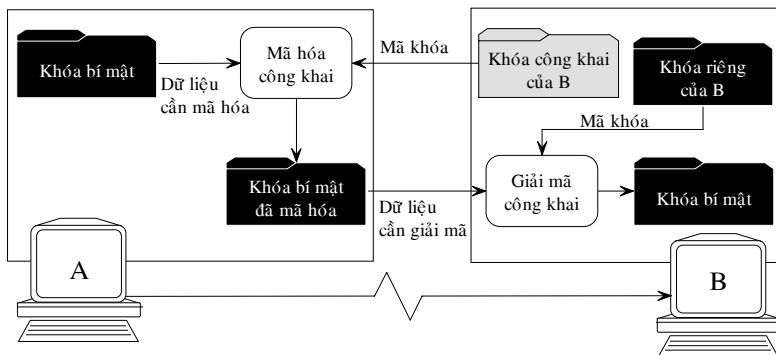 Khóa bí mật
Dữ liệu
cần mã hóa
Mã hóa
công khai
Mã khóa
Khóa công khai
của B
Khóa riêng
của B
Mã khóa
Khóa bí mật
đã mã hóa
Dữ liệu
cần giải mã
Giải mã
công khai
Khóa bí mật
A
B